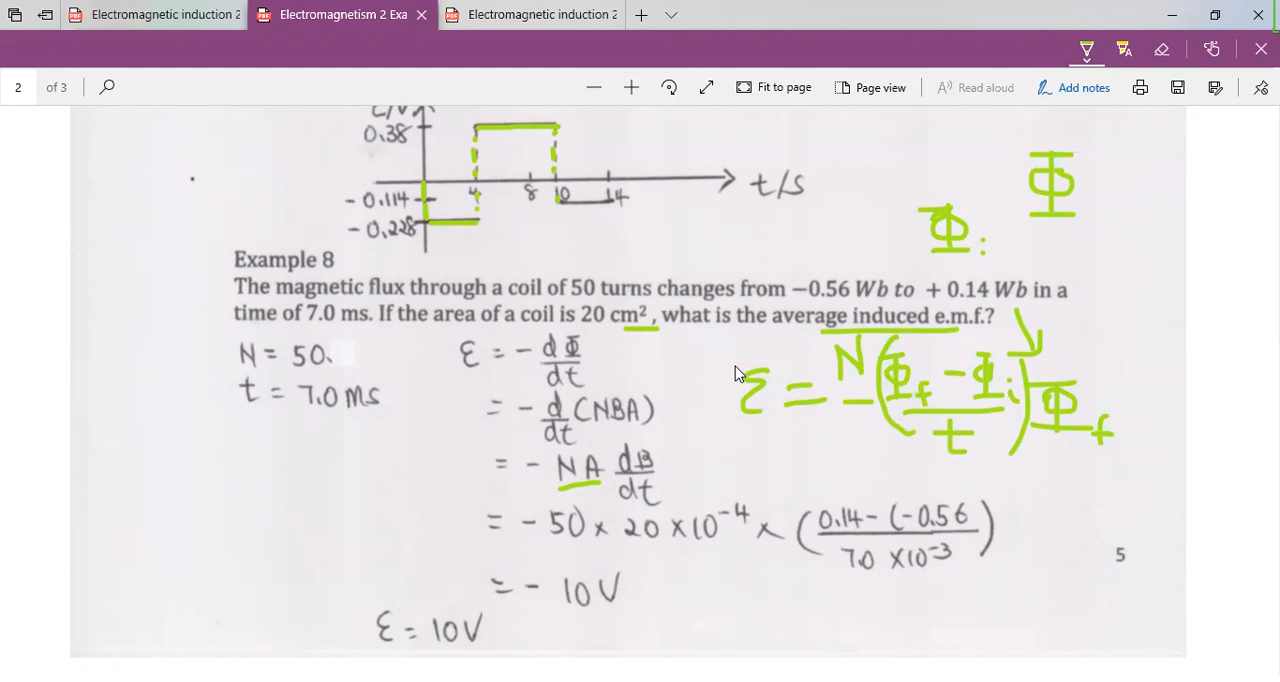 Electromagnetic induction 2
Electromagnetism 2 Exa
Electromagnetic induction 2
2 of 3
Fit to page
Page view
Read aloud
Add notes
0.38
t/s
4 8 10 14
- 0.114
- 0.228
Φ
Φ:
Example 8
The magnetic flux through a coil of 50 turns changes from −0.56 Wb to + 0.14 Wb in a
time of 7.0 ms. If the area of a coil is 20 cm², what is the average induced e.m.f.?
N = 50.
t = 7.0 ms
ε = - dΦ/dt
= - d/dt (NBA)
= - NA dB/dt
= - 50 × 20 × 10⁻⁴ × (0.14 - (-0.56 / 7.0 × 10⁻³)
= - 10 V
ε = 10 V
ε = - N (Φf - Φi / t)
Φf
5